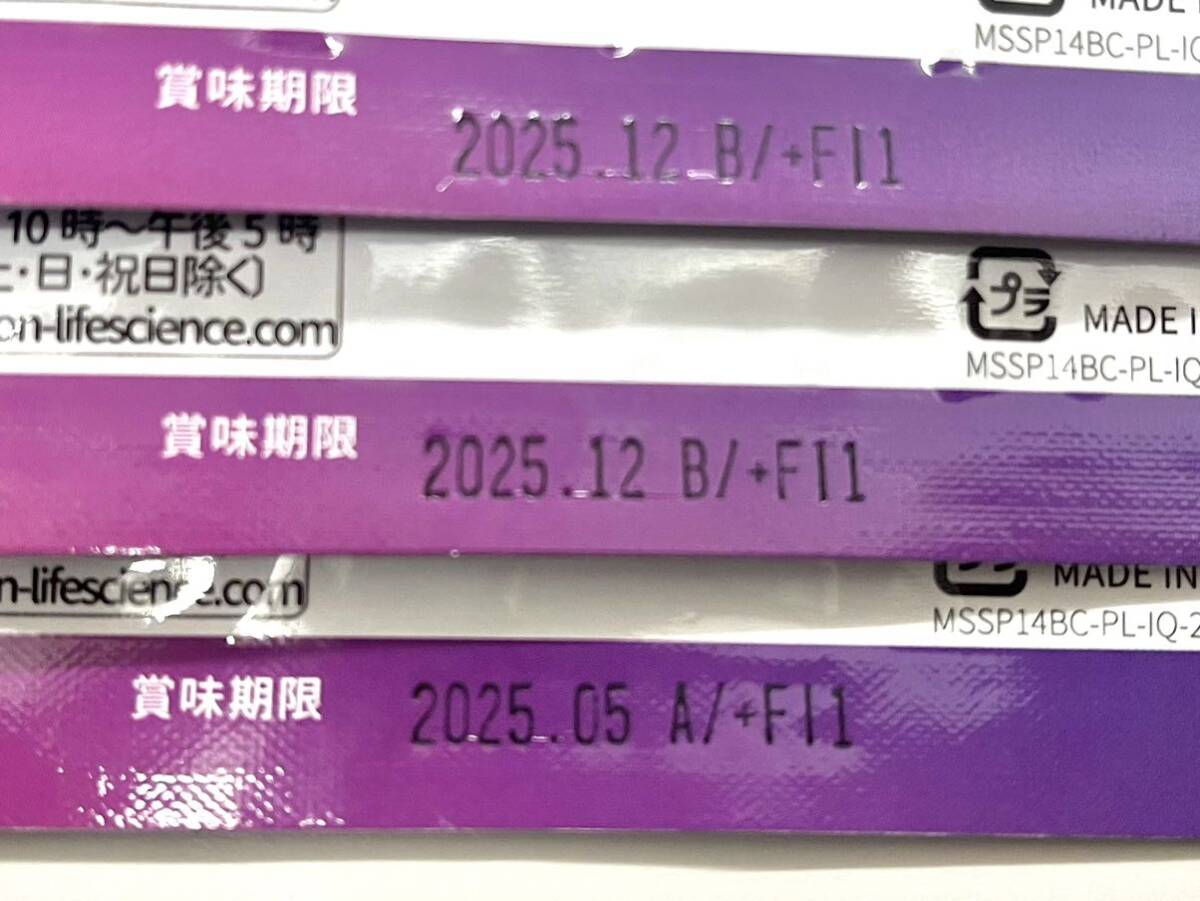 MADE
MSSP14BC-PL-IQ
賞味期限
2025.12 B/+FI1
10時～午後5時
・日・祝日除く〕
on-lifescience.com
プラ
MADE I
MSSP14BC-PL-IQ
賞味期限
2025.12 B/+FI1
n-lifescience.com
MADE IN
MSSP14BC-PL-IQ-2
賞味期限
2025.05 A/+FI1